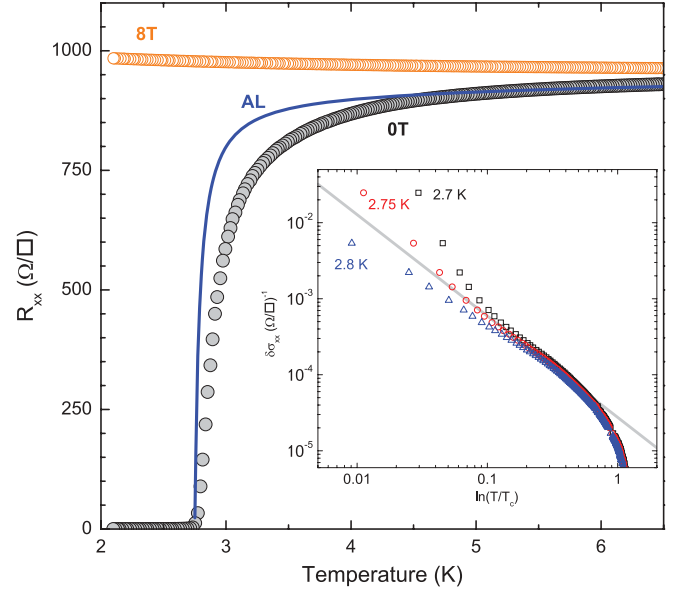 8T
1000
AL
0T
750
500
250
0
R_xx (Ω/□)
2
3
4
5
6
Temperature (K)
2.7 K
2.75 K
2.8 K
10^-2
10^-3
10^-4
10^-5
δσ_xx (Ω/□)^-1
0.01
0.1
1
ln(T/T_c)